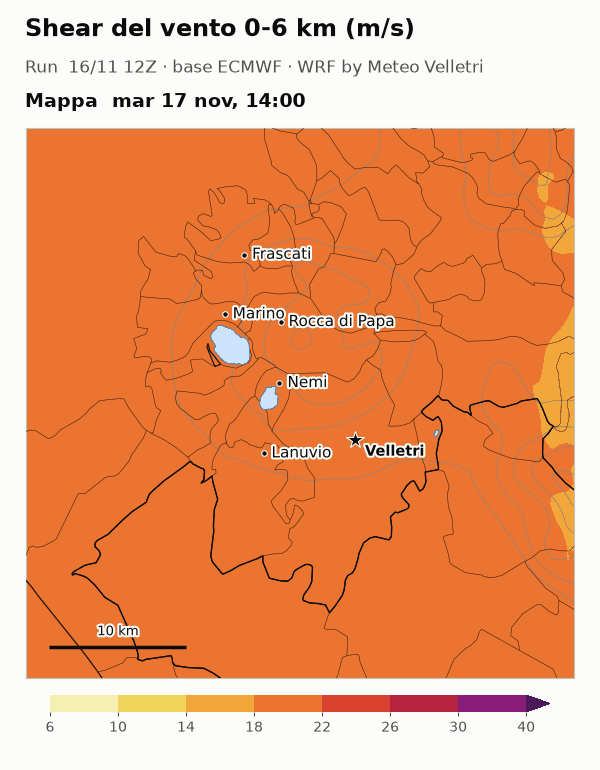 Shear del vento 0-6 km (m/s)
Run  16/11 12Z · base ECMWF · WRF by Meteo Velletri
Mappa  mar 17 nov, 14:00
Frascati
Marino
Rocca di Papa
Nemi
Velletri
Lanuvio
10 km
6 10 14 18 22 26 30 40